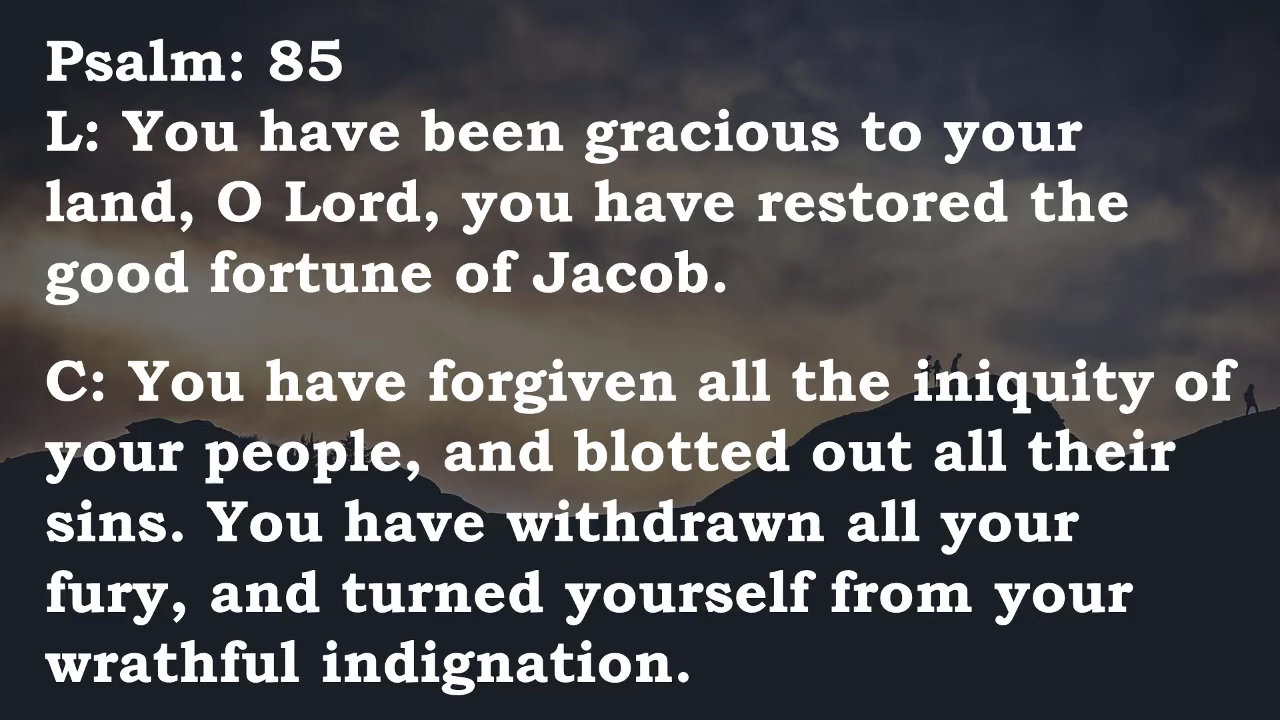 Psalm: 85
L: You have been gracious to your
land, O Lord, you have restored the
good fortune of Jacob.
C: You have forgiven all the iniquity of
your people, and blotted out all their
sins. You have withdrawn all your
fury, and turned yourself from your
wrathful indignation.